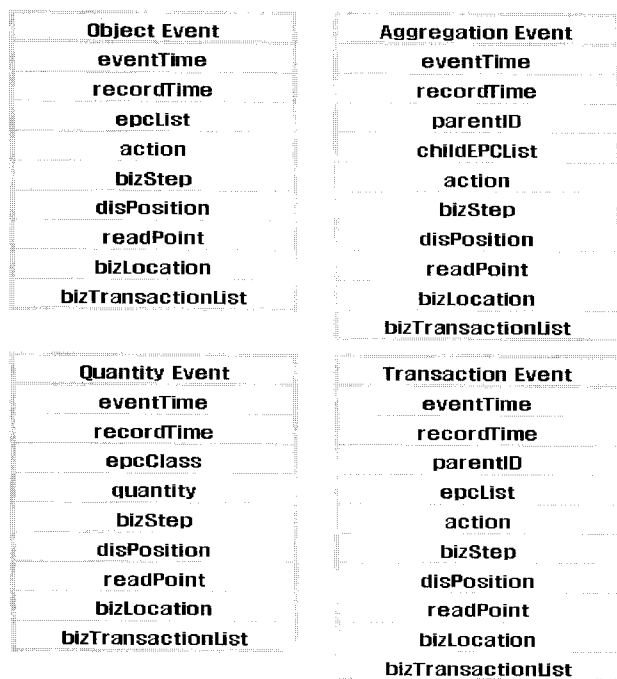 Object Event
eventTime
recordTime
epcList
action
bizStep
disPosition
readPoint
bizLocation
bizTransactionList
Aggregation Event
eventTime
recordTime
parentID
childEPCList
action
bizStep
disPosition
readPoint
bizLocation
bizTransactionList
Quantity Event
eventTime
recordTime
epcClass
quantity
bizStep
disPosition
readPoint
bizLocation
bizTransactionList
Transaction Event
eventTime
recordTime
parentID
epcList
action
bizStep
disPosition
readPoint
bizLocation
bizTransactionList